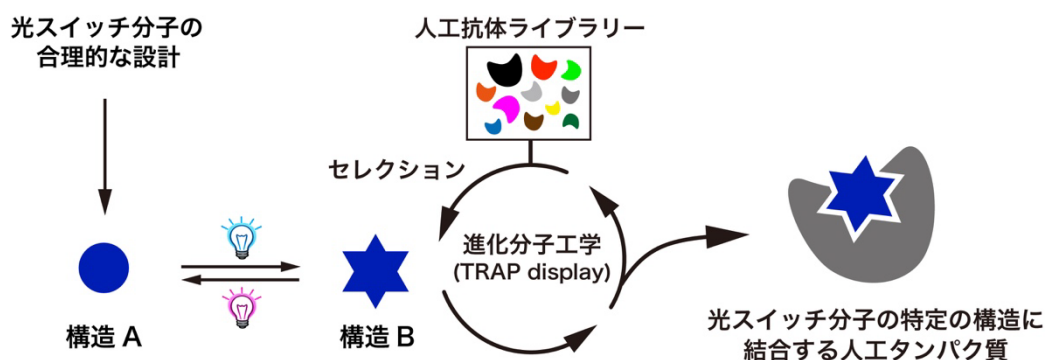 光スイッチ分子の
合理的な設計
人工抗体ライブラリー
セレクション
進化分子工学
(TRAP display)
構造 A
構造 B
光スイッチ分子の特定の構造に
結合する人工タンパク質